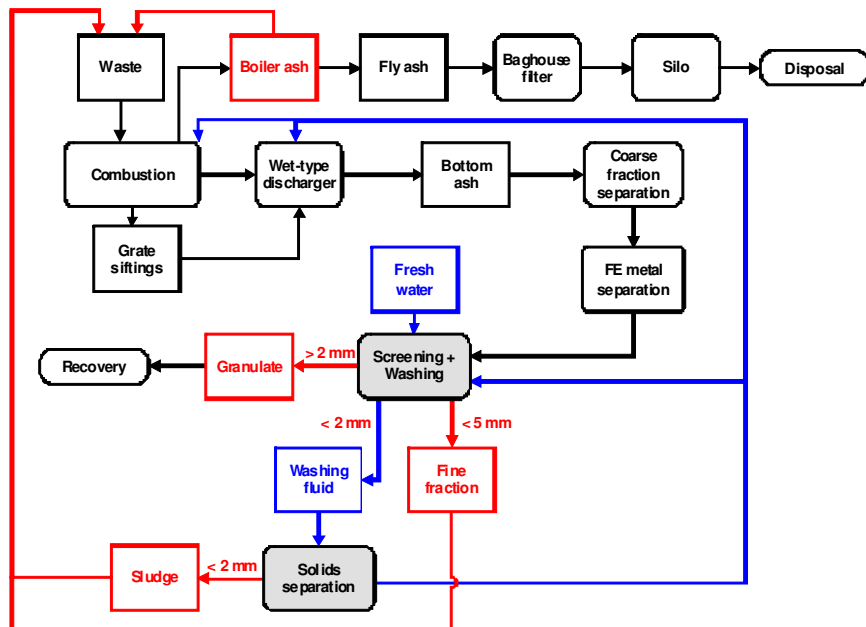 Waste
Boiler ash
Fly ash
Baghouse
filter
Silo
Disposal
Combustion
Wet-type
discharger
Bottom
ash
Coarse
fraction
separation
Grate
siftings
Fresh
water
FE metal
separation
Recovery
Granulate
> 2 mm
Screening +
Washing
< 2 mm
< 5 mm
Washing
fluid
Fine
fraction
Sludge
< 2 mm
Solids
separation